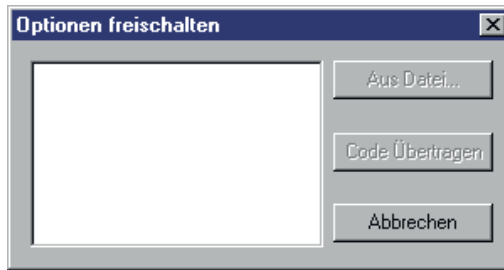 Optionen freischalten
Aus Datei...
Code Übertragen
Abbrechen